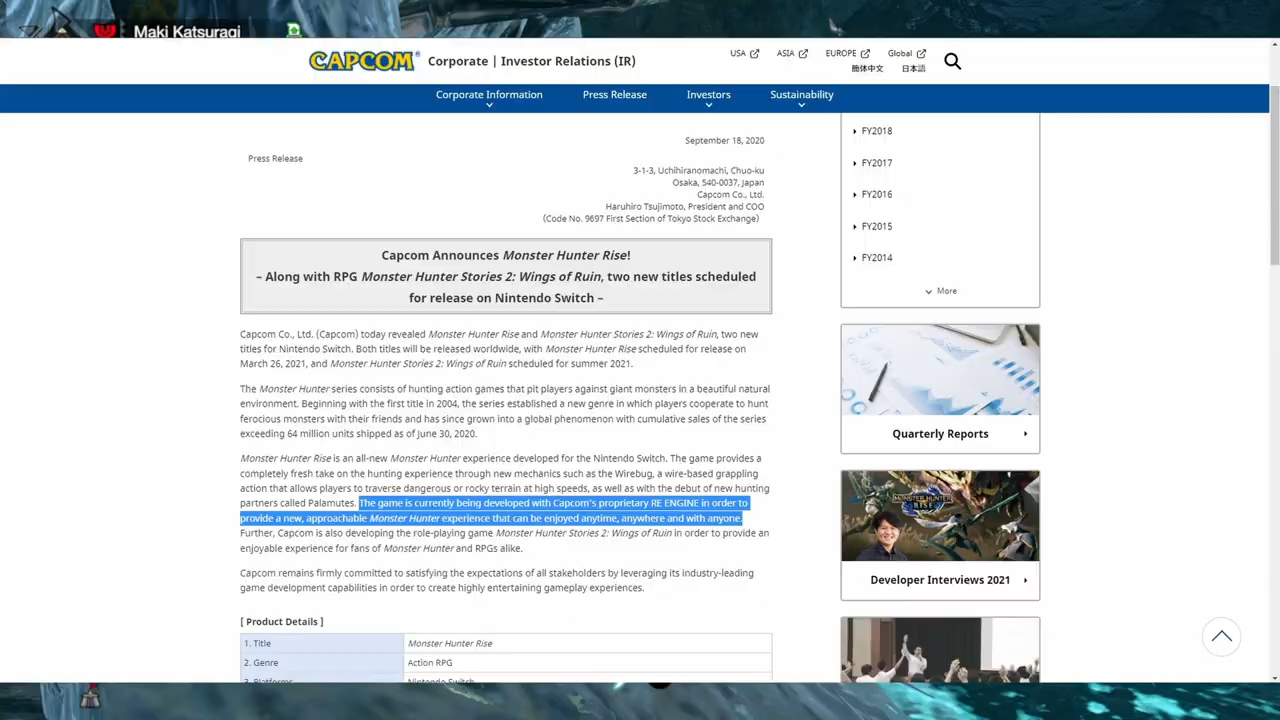 Maki Katsuragi
CAPCOM
Corporate | Investor Relations (IR)
USA
ASIA
EUROPE
Global
簡体中文
日本語
Corporate Information
Press Release
Investors
Sustainability
September 18, 2020
Press Release
3-1-3, Uchihiranomachi, Chuo-ku
Osaka, 540-0037, Japan
Capcom Co., Ltd.
Haruhiro Tsujimoto, President and COO
(Code No. 9697 First Section of Tokyo Stock Exchange)
Capcom Announces Monster Hunter Rise!
– Along with RPG Monster Hunter Stories 2: Wings of Ruin, two new titles scheduled
for release on Nintendo Switch –
Capcom Co., Ltd. (Capcom) today revealed Monster Hunter Rise and Monster Hunter Stories 2: Wings of Ruin, two new
titles for Nintendo Switch. Both titles will be released worldwide, with Monster Hunter Rise scheduled for release on
March 26, 2021, and Monster Hunter Stories 2: Wings of Ruin scheduled for summer 2021.
The Monster Hunter series consists of hunting action games that pit players against giant monsters in a beautiful natural
environment. Beginning with the first title in 2004, the series established a new genre in which players cooperate to hunt
ferocious monsters with their friends and has since grown into a global phenomenon with cumulative sales of the series
exceeding 64 million units shipped as of June 30, 2020.
Monster Hunter Rise is an all-new Monster Hunter experience developed for the Nintendo Switch. The game provides a
completely fresh take on the hunting experience through new mechanics such as the Wirebug, a wire-based grappling
action that allows players to traverse dangerous or rocky terrain at high speeds, as well as with the debut of new hunting
partners called Palamutes. The game is currently being developed with Capcom's proprietary RE ENGINE in order to
provide a new, approachable Monster Hunter experience that can be enjoyed anytime, anywhere and with anyone.
Further, Capcom is also developing the role-playing game Monster Hunter Stories 2: Wings of Ruin in order to provide an
enjoyable experience for fans of Monster Hunter and RPGs alike.
Capcom remains firmly committed to satisfying the expectations of all stakeholders by leveraging its industry-leading
game development capabilities in order to create highly entertaining gameplay experiences.
[ Product Details ]
1. Title
Monster Hunter Rise
2. Genre
Action RPG
3. Platforms
Nintendo Switch
FY2018
FY2017
FY2016
FY2015
FY2014
More
Quarterly Reports
MONSTER HUNTER
RISE
Developer Interviews 2021